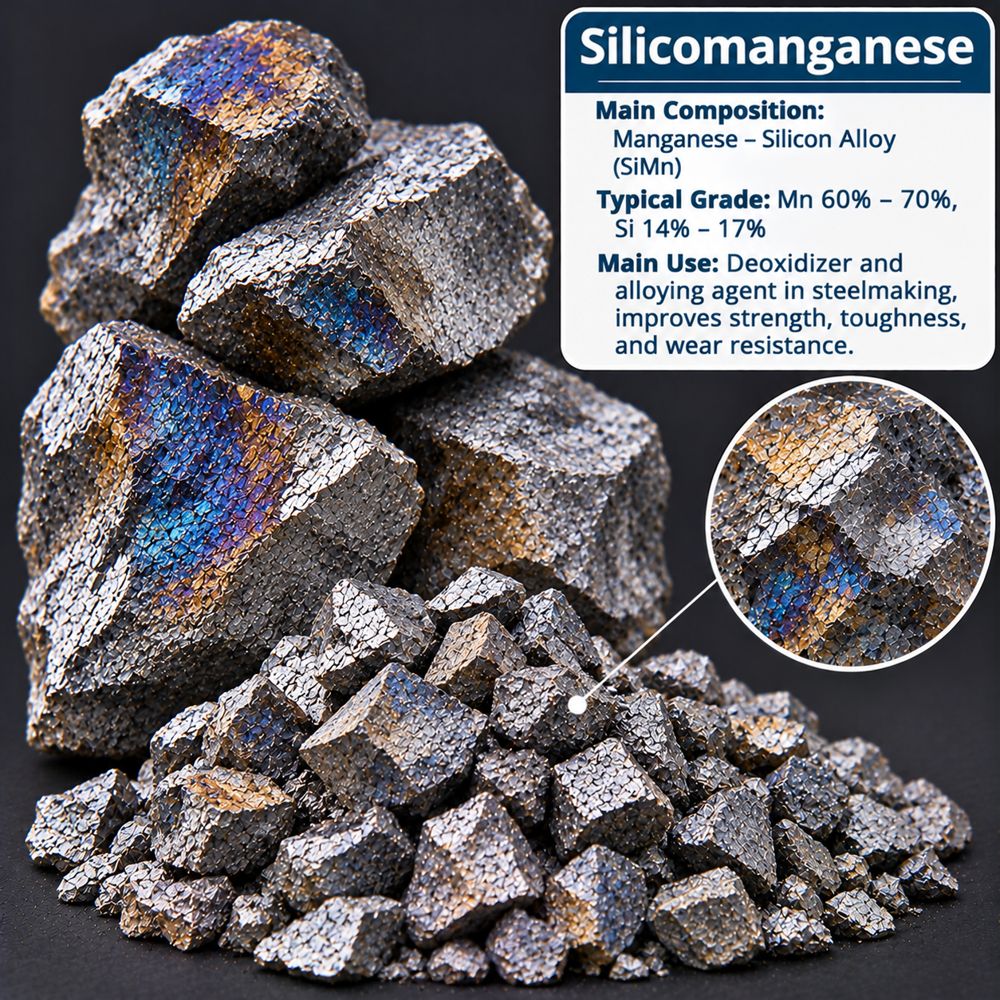 Silicomanganese
Main Composition:
Manganese – Silicon Alloy
(SiMn)
Typical Grade: Mn 60% – 70%,
Si 14% – 17%
Main Use: Deoxidizer and
alloying agent in steelmaking,
improves strength, toughness,
and wear resistance.